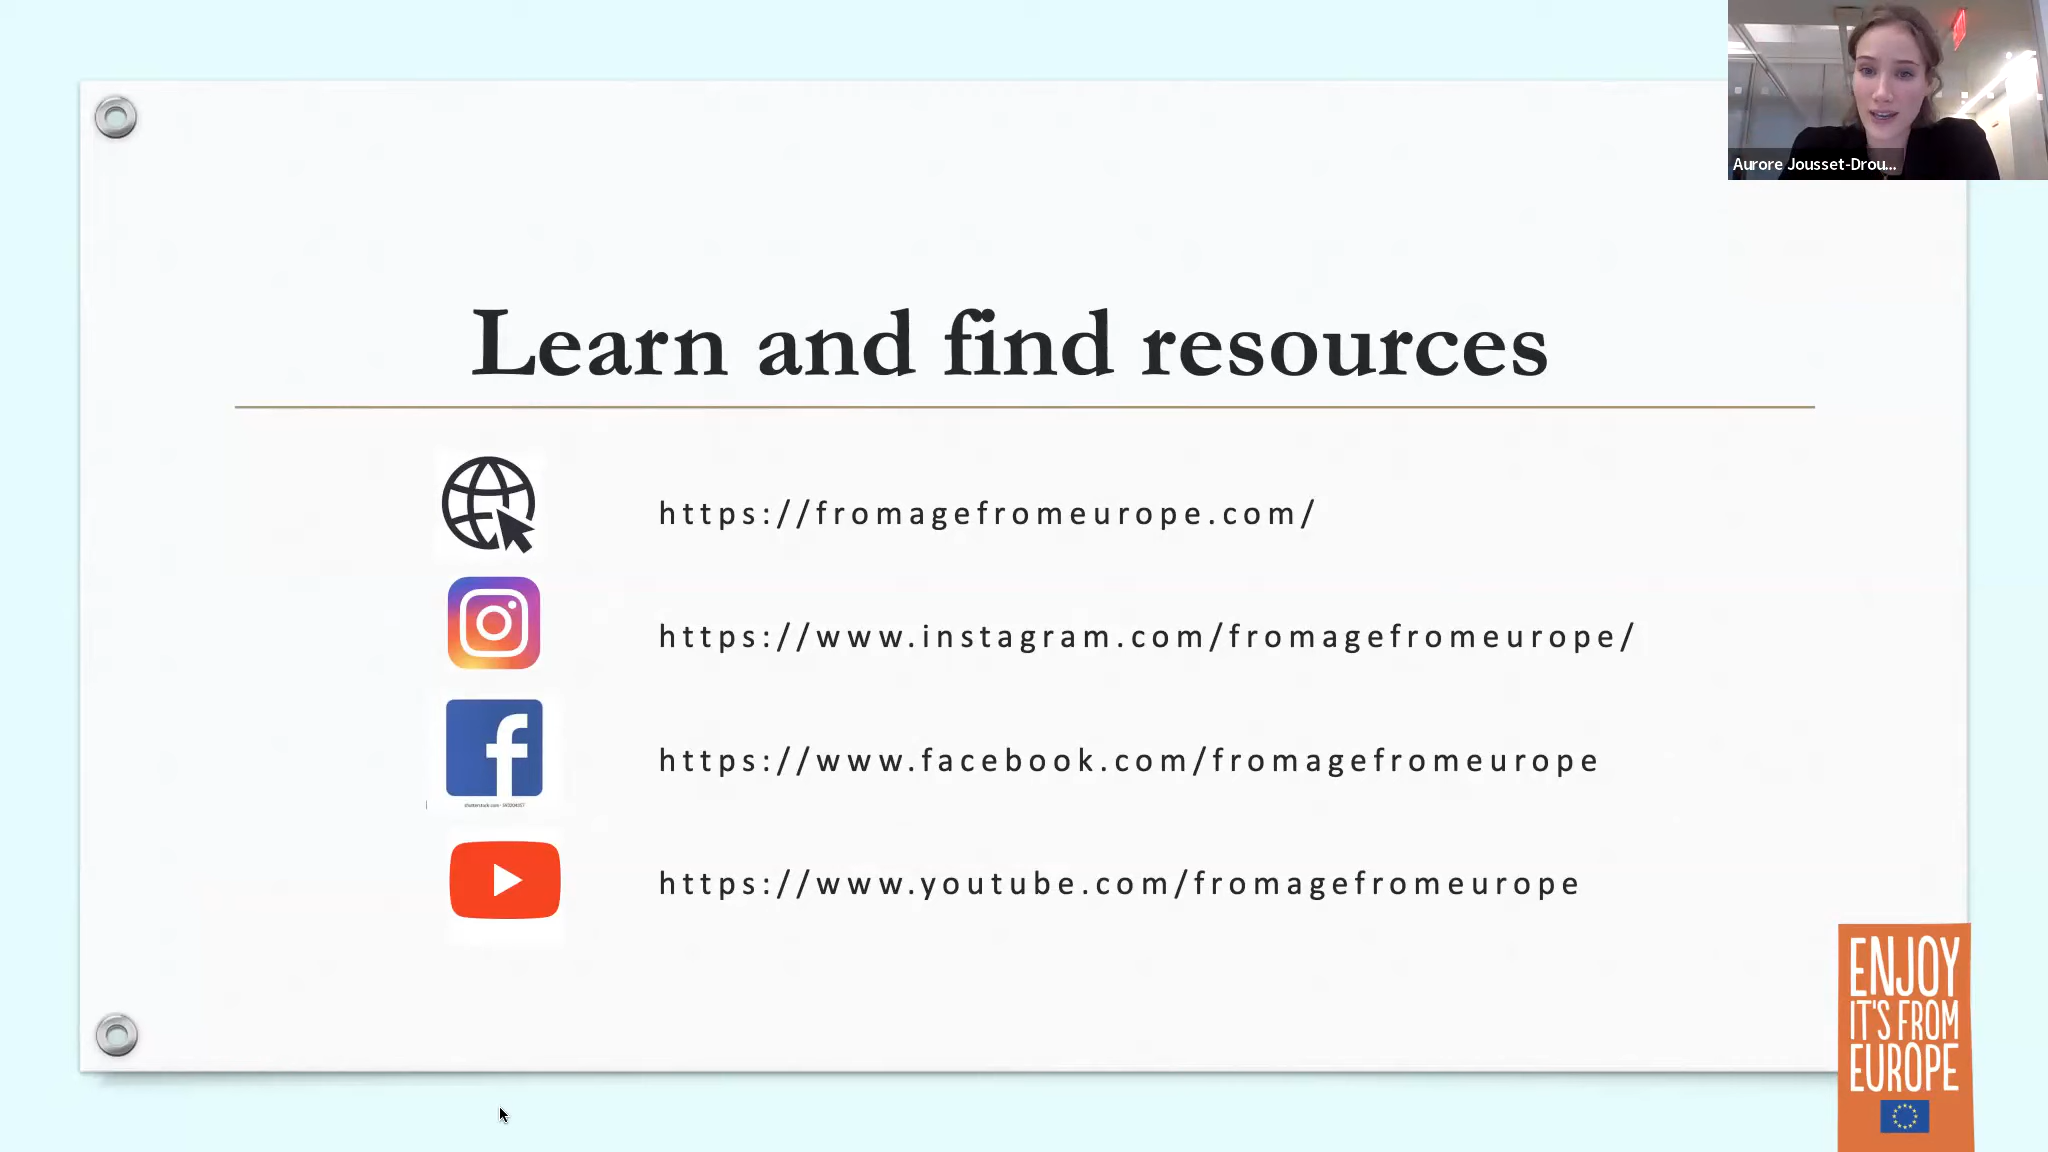 Aurore Jousset-Drou...
Learn and find resources
https://fromagefromeurope.com/
https://www.instagram.com/fromagefromeurope/
https://www.facebook.com/fromagefromeurope
https://www.youtube.com/fromagefromeurope
ENJOY
IT'S FROM
EUROPE